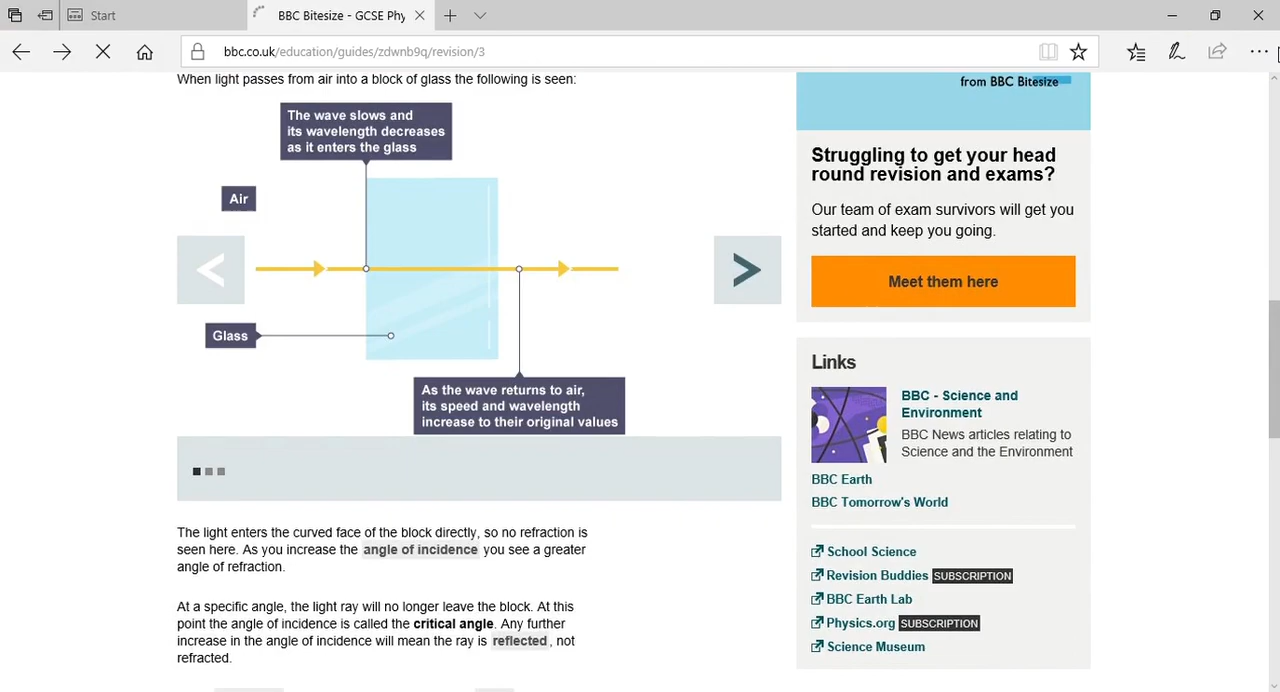 Start
BBC Bitesize - GCSE Phy
bbc.co.uk/education/guides/zdwnb9q/revision/3
When light passes from air into a block of glass the following is seen:
The wave slows and
its wavelength decreases
as it enters the glass
Air
Glass
As the wave returns to air,
its speed and wavelength
increase to their original values
The light enters the curved face of the block directly, so no refraction is
seen here. As you increase the angle of incidence you see a greater
angle of refraction.
At a specific angle, the light ray will no longer leave the block. At this
point the angle of incidence is called the critical angle. Any further
increase in the angle of incidence will mean the ray is reflected, not
refracted.
from BBC Bitesize
Struggling to get your head
round revision and exams?
Our team of exam survivors will get you
started and keep you going.
Meet them here
Links
BBC - Science and
Environment
BBC News articles relating to
Science and the Environment
BBC Earth
BBC Tomorrow's World
School Science
Revision Buddies SUBSCRIPTION
BBC Earth Lab
Physics.org SUBSCRIPTION
Science Museum